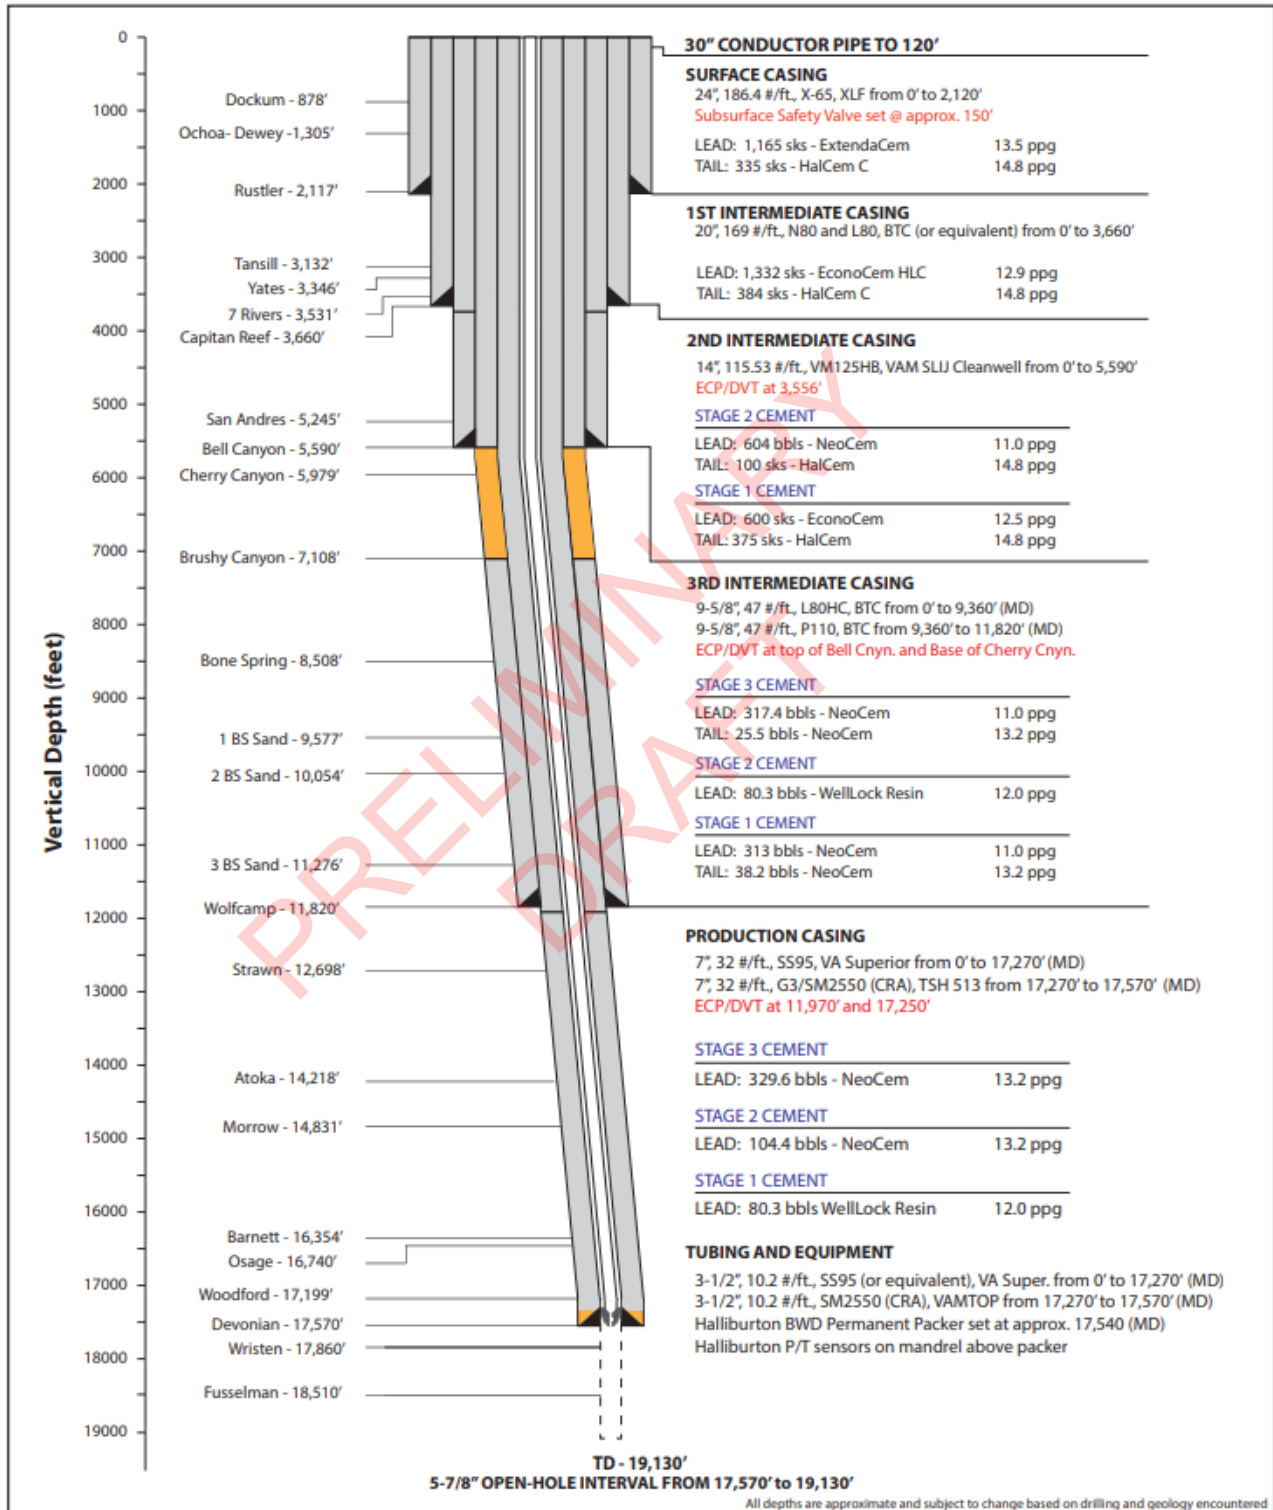 0
1000
2000
3000
4000
5000
6000
7000
8000
9000
10000
11000
12000
13000
14000
15000
16000
17000
18000
19000
Vertical Depth (feet)
Dockum - 878'
Ochoa- Dewey -1,305'
Rustler - 2,117'
Tansill - 3,132'
Yates - 3,346'
7 Rivers - 3,531'
Capitan Reef - 3,660'
San Andres - 5,245'
Bell Canyon - 5,590'
Cherry Canyon - 5,979'
Brushy Canyon - 7,108'
Bone Spring - 8,508'
1 BS Sand - 9,577'
2 BS Sand - 10,054'
3 BS Sand - 11,276'
Wolfcamp - 11,820'
Strawn - 12,698'
Atoka - 14,218'
Morrow - 14,831'
Barnett - 16,354'
Osage - 16,740'
Woodford - 17,199'
Devonian - 17,570'
Wristen - 17,860'
Fusselman - 18,510'
30" CONDUCTOR PIPE TO 120'
SURFACE CASING
24", 186.4 #/ft., X-65, XLF from 0' to 2,120'
Subsurface Safety Valve set @ approx. 150'
LEAD: 1,165 sks - ExtendaCem 13.5 ppg
TAIL: 335 sks - HalCem C 14.8 ppg
1ST INTERMEDIATE CASING
20", 169 #/ft., N80 and L80, BTC (or equivalent) from 0' to 3,660'
LEAD: 1,332 sks - EconoCem HLC 12.9 ppg
TAIL: 384 sks - HalCem C 14.8 ppg
2ND INTERMEDIATE CASING
14", 115.53 #/ft., VM125HB, VAM SLIJ Cleanwell from 0' to 5,590'
ECP/DVT at 3,556'
STAGE 2 CEMENT
LEAD: 604 bbls - NeoCem 11.0 ppg
TAIL: 100 sks - HalCem 14.8 ppg
STAGE 1 CEMENT
LEAD: 600 sks - EconoCem 12.5 ppg
TAIL: 375 sks - HalCem 14.8 ppg
3RD INTERMEDIATE CASING
9-5/8", 47 #/ft., L80HC, BTC from 0' to 9,360' (MD)
9-5/8", 47 #/ft., P110, BTC from 9,360' to 11,820' (MD)
ECP/DVT at top of Bell Cnyn. and Base of Cherry Cnyn.
STAGE 3 CEMENT
LEAD: 317.4 bbls - NeoCem 11.0 ppg
TAIL: 25.5 bbls - NeoCem 13.2 ppg
STAGE 2 CEMENT
LEAD: 80.3 bbls - WellLock Resin 12.0 ppg
STAGE 1 CEMENT
LEAD: 313 bbls - NeoCem 11.0 ppg
TAIL: 38.2 bbls - NeoCem 13.2 ppg
PRODUCTION CASING
7", 32 #/ft., SS95, VA Superior from 0' to 17,270' (MD)
7", 32 #/ft., G3/SM2550 (CRA), TSH 513 from 17,270' to 17,570' (MD)
ECP/DVT at 11,970' and 17,250'
STAGE 3 CEMENT
LEAD: 329.6 bbls - NeoCem 13.2 ppg
STAGE 2 CEMENT
LEAD: 104.4 bbls - NeoCem 13.2 ppg
STAGE 1 CEMENT
LEAD: 80.3 bbls WellLock Resin 12.0 ppg
TUBING AND EQUIPMENT
3-1/2", 10.2 #/ft., SS95 (or equivalent), VA Super. from 0' to 17,270' (MD)
3-1/2", 10.2 #/ft., SM2550 (CRA), VAMTOP from 17,270' to 17,570' (MD)
Halliburton BWD Permanent Packer set at approx. 17,540 (MD)
Halliburton P/T sensors on mandrel above packer
PRELIMINARY
DRAFT
TD - 19,130'
5-7/8" OPEN-HOLE INTERVAL FROM 17,570' to 19,130'
All depths are approximate and subject to change based on drilling and geology encountered